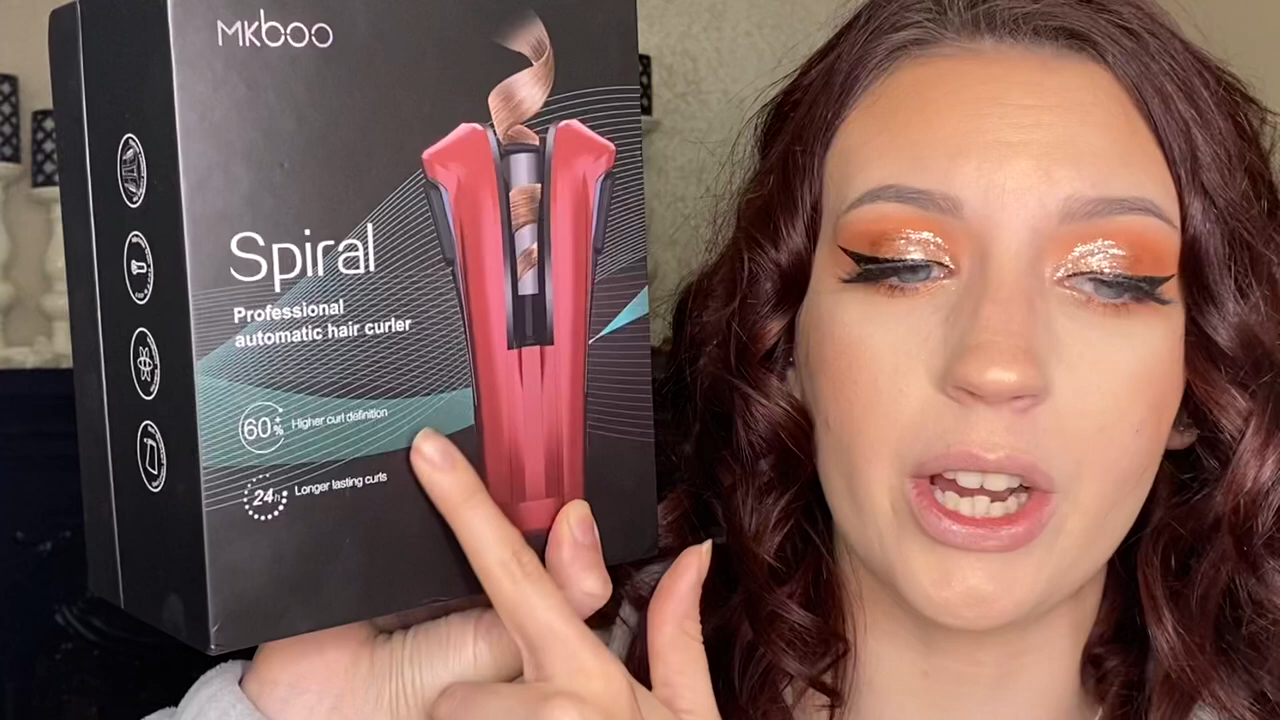 MKboo
Spiral
Professional
automatic hair curler
60+% Higher curl definition
24h Longer lasting curls